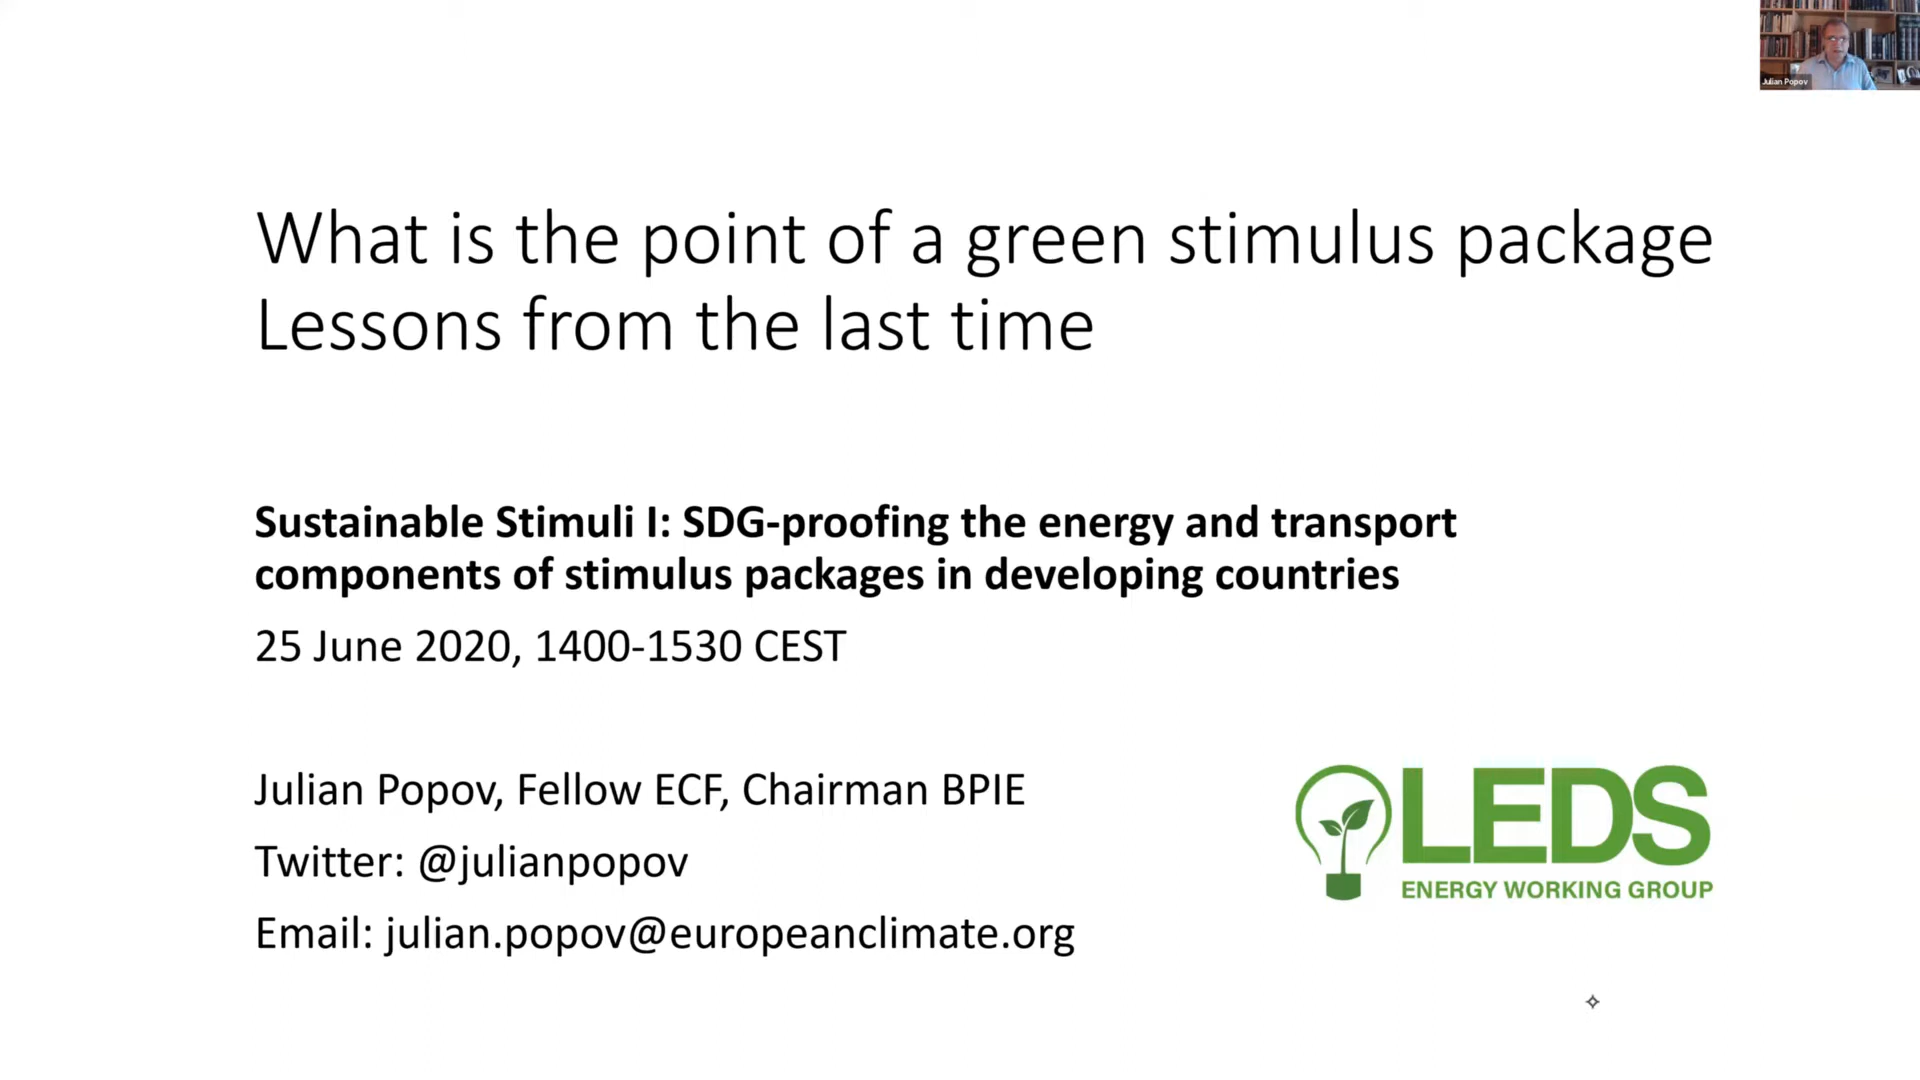 Julian Popov
What is the point of a green stimulus package
Lessons from the last time
Sustainable Stimuli I: SDG-proofing the energy and transport
components of stimulus packages in developing countries
25 June 2020, 1400-1530 CEST
Julian Popov, Fellow ECF, Chairman BPIE
Twitter: @julianpopov
Email: julian.popov@europeanclimate.org
LEDS
ENERGY WORKING GROUP